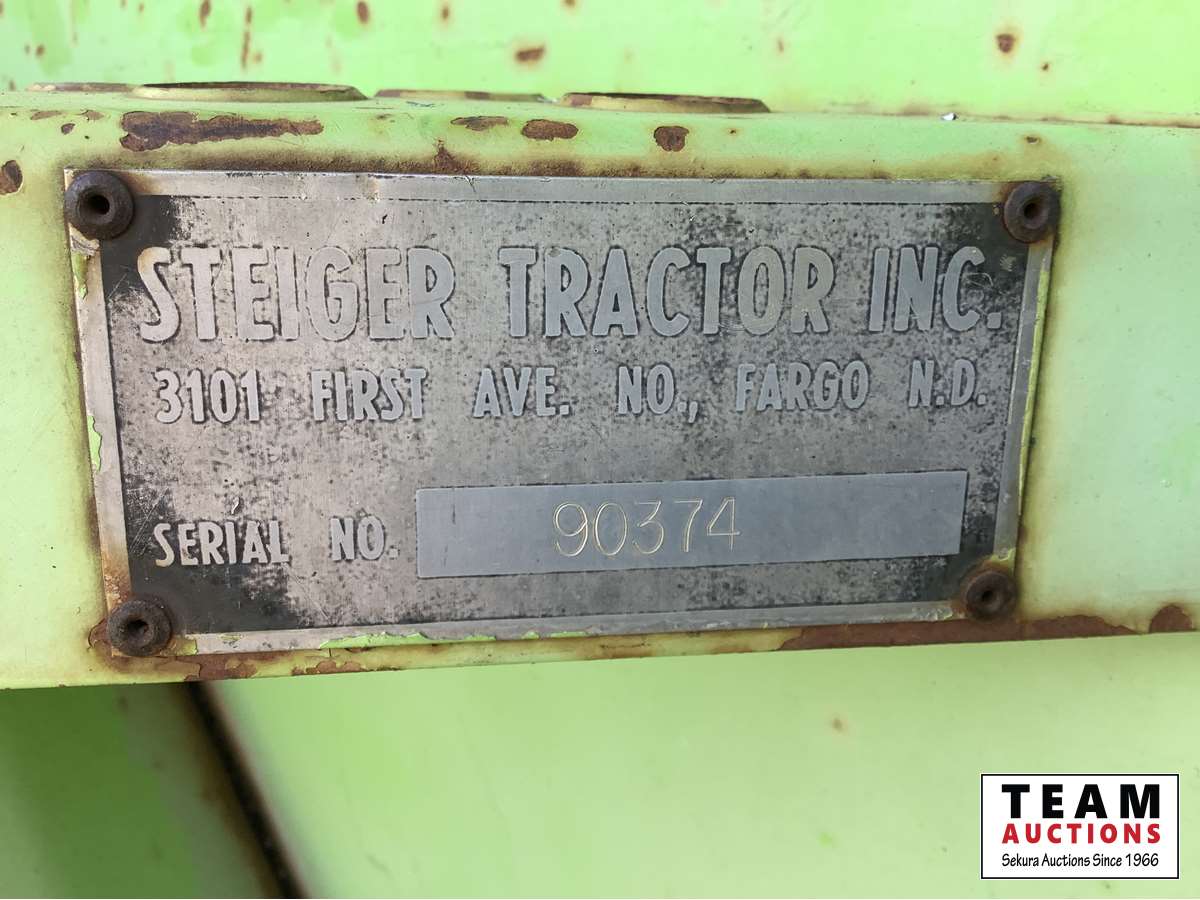 STEIGER TRACTOR INC.
3101 FIRST AVE. NO., FARGO N.D.
SERIAL NO. 90374
TEAM
AUCTIONS
Sekura Auctions Since 1966